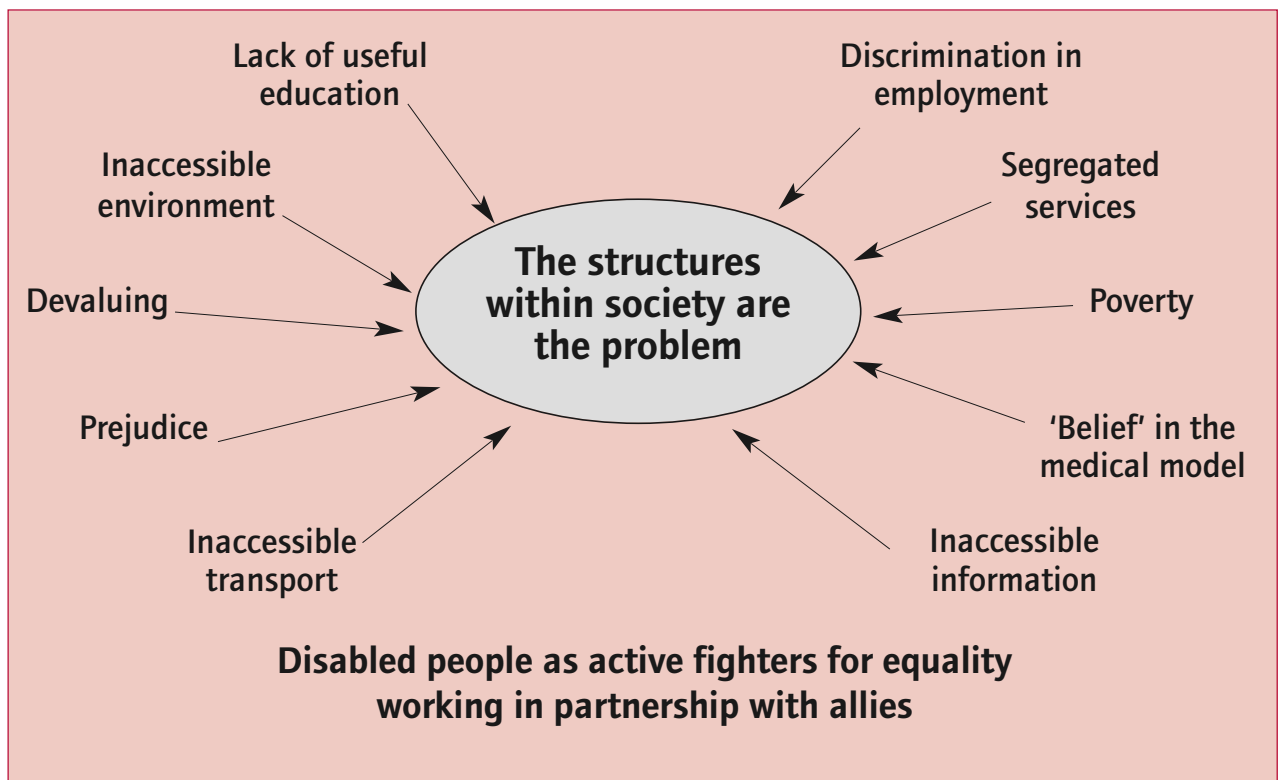 Lack of useful
education
Discrimination in
employment
Inaccessible
environment
Segregated
services
The structures
within society are
the problem
Devaluing
Poverty
Prejudice
'Belief' in the
medical model
Inaccessible
transport
Inaccessible
information
Disabled people as active fighters for equality
working in partnership with allies